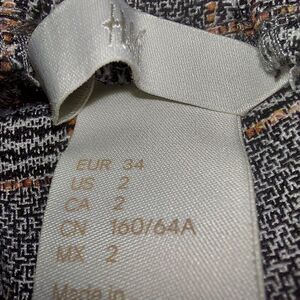 EUR 34
US 2
CA 2
CN 160/64A
MX 2
Made in